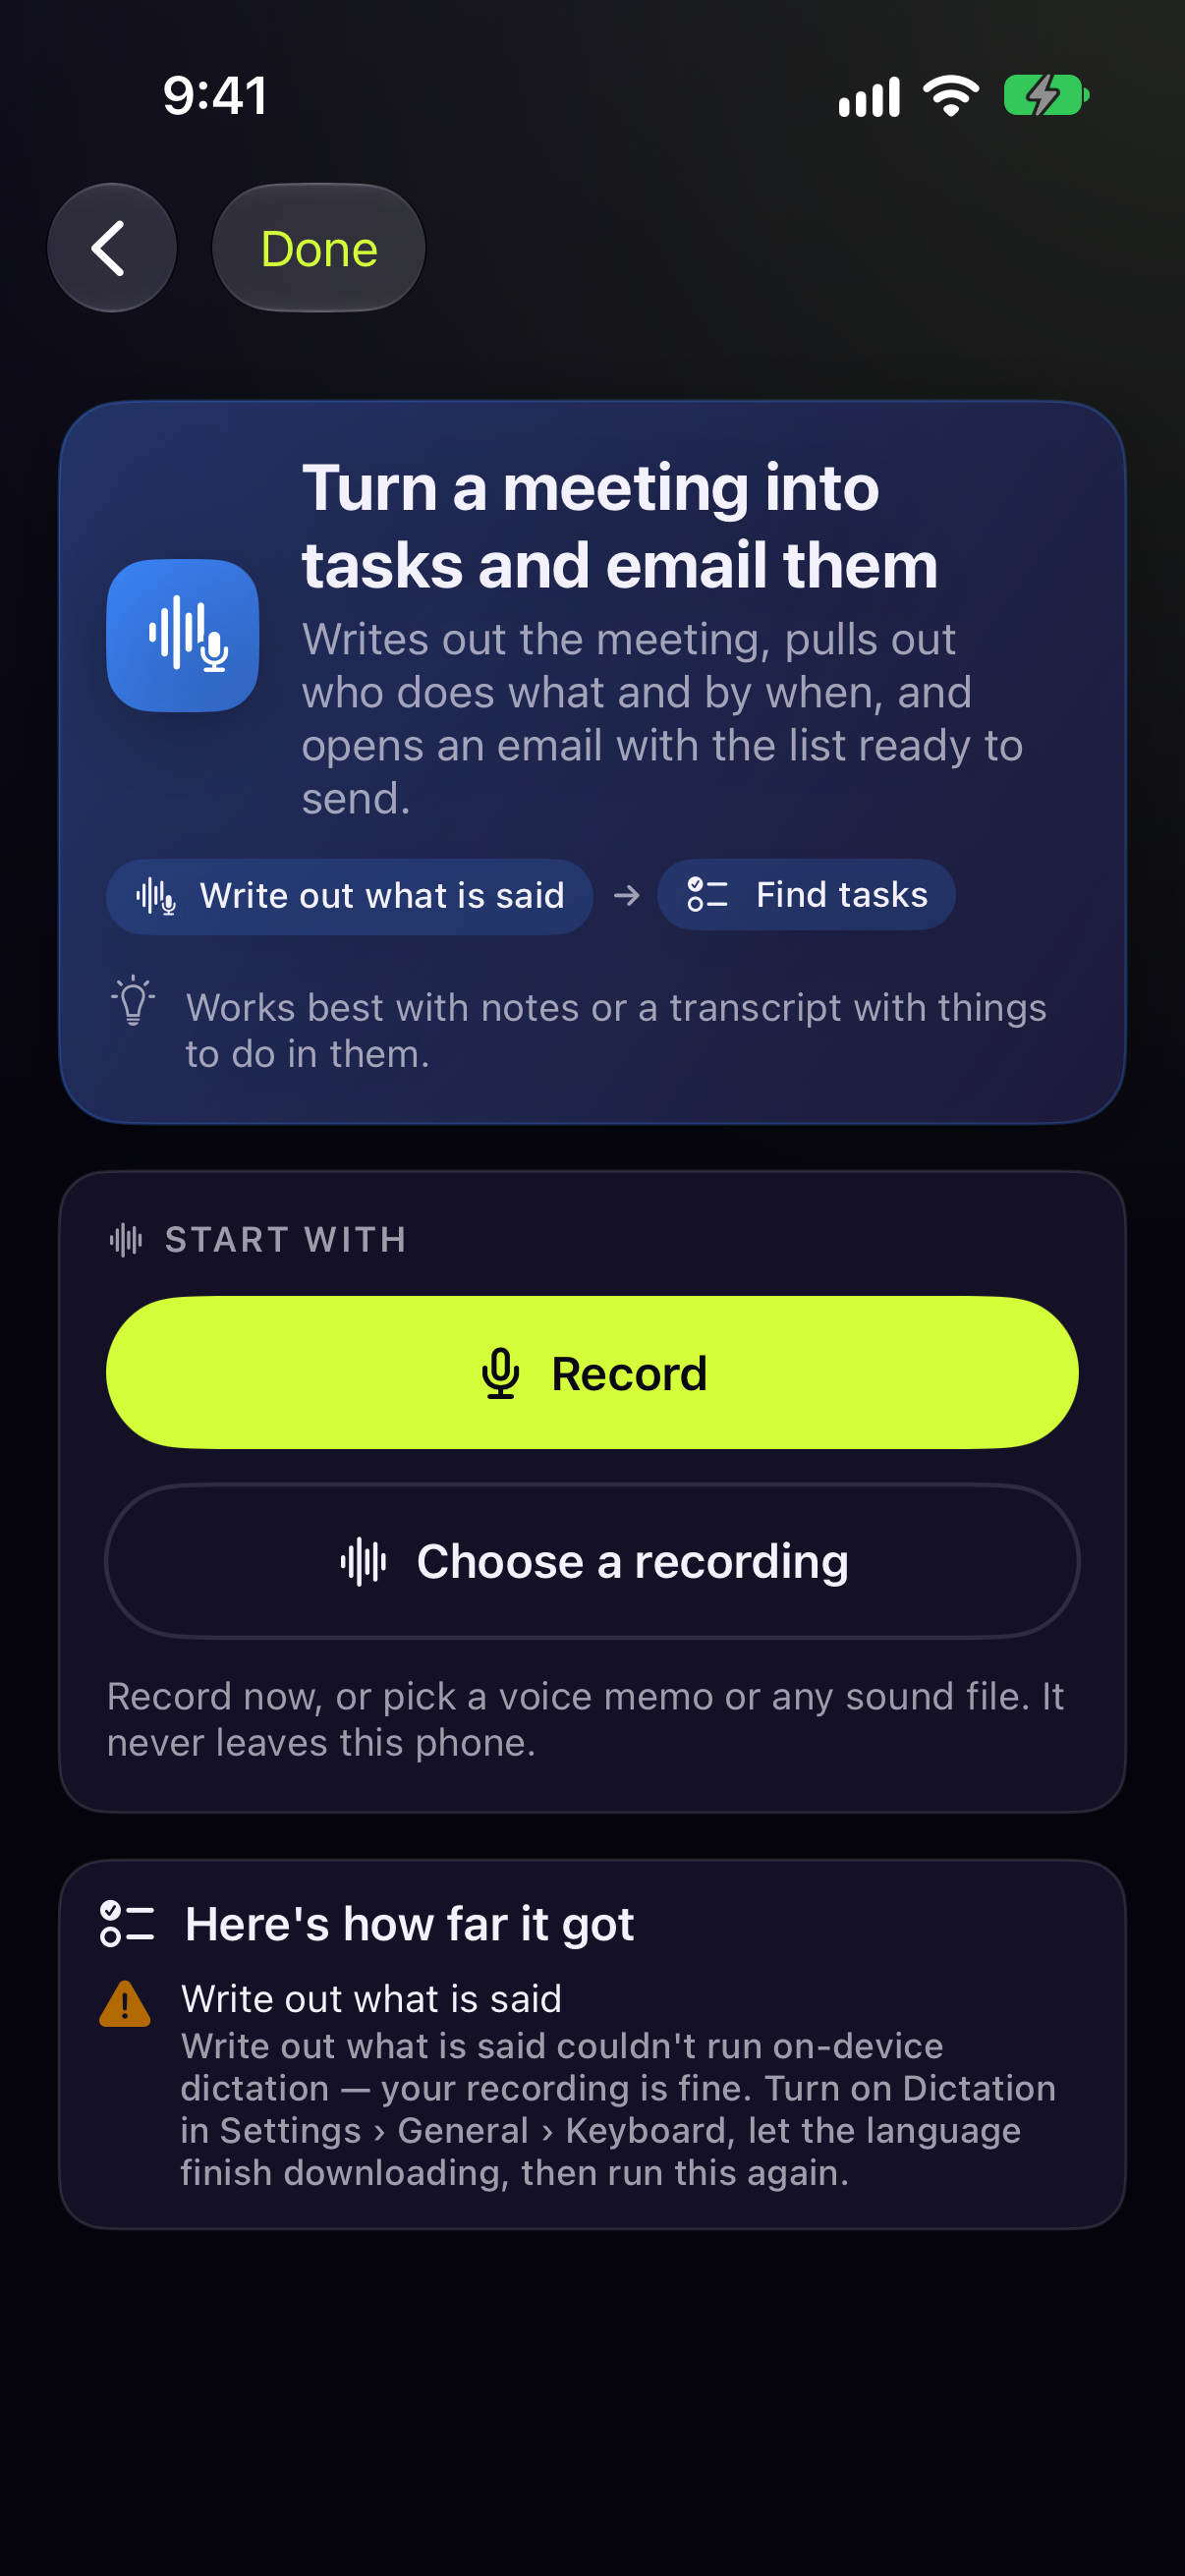 9:41
Done
Turn a meeting into
tasks and email them
Writes out the meeting, pulls out
who does what and by when, and
opens an email with the list ready to
send.
Write out what is said → Find tasks
Works best with notes or a transcript with things
to do in them.
START WITH
Record
Choose a recording
Record now, or pick a voice memo or any sound file. It
never leaves this phone.
Here's how far it got
Write out what is said
Write out what is said couldn't run on-device
dictation — your recording is fine. Turn on Dictation
in Settings › General › Keyboard, let the language
finish downloading, then run this again.